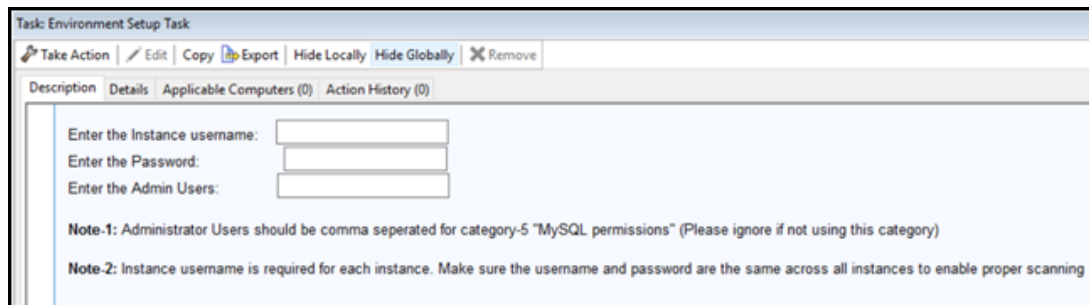 Task: Environment Setup Task
Take Action Edit Copy Export Hide Locally Hide Globally Remove
Description Details Applicable Computers (0) Action History (0)
Enter the Instance username:
Enter the Password:
Enter the Admin Users:
Note-1: Administrator Users should be comma seperated for category-5 "MySQL permissions" (Please ignore if not using this category)
Note-2: Instance username is required for each instance. Make sure the username and password are the same across all instances to enable proper scanning